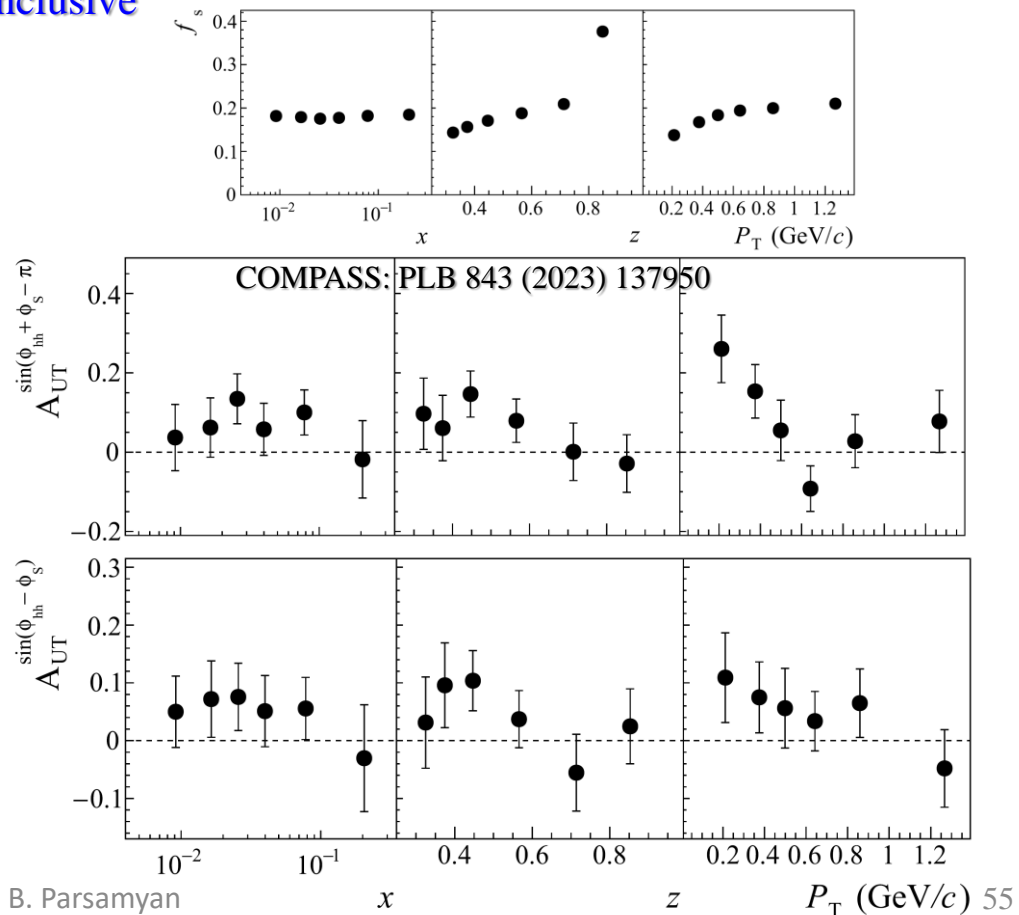 nclusive
f s
0.4
0.3
0.2
0.1
0
10⁻² 10⁻¹ 0.4 0.6 0.8 0.2 0.4 0.6 0.8 1 1.2
x z P_T (GeV/c)
COMPASS: PLB 843 (2023) 137950
A_UT^sin(ϕ_hh + ϕ_S − π)
0.4
0.2
0
−0.2
A_UT^sin(ϕ_hh − ϕ_S)
0.3
0.2
0.1
0
−0.1
10⁻² 10⁻¹ 0.4 0.6 0.8 0.2 0.4 0.6 0.8 1 1.2
x z P_T (GeV/c)
B. Parsamyan 55